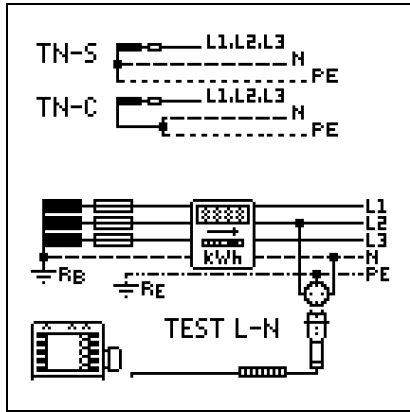 TN-S L1.L2.L3
N
PE
TN-C L1.L2.L3
N
PE
8888
kWh
L1
L2
L3
N
PE
RB
RE
TEST L-N